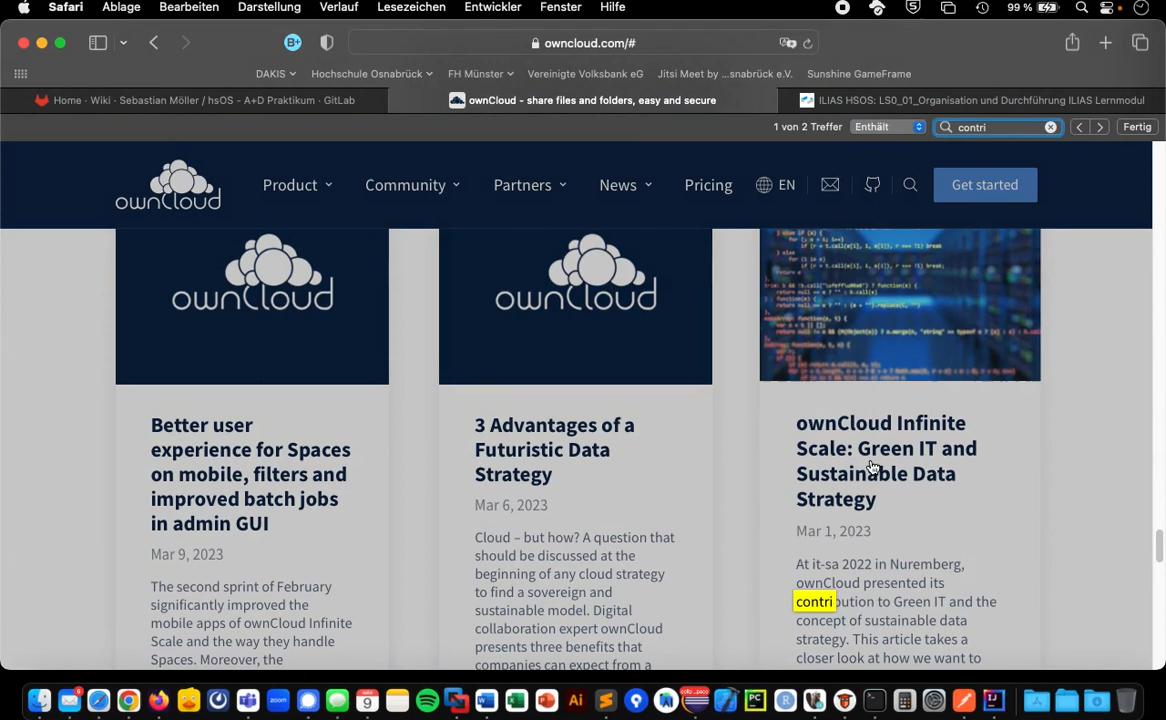 Safari Ablage Bearbeiten Darstellung Verlauf Lesezeichen Entwickler Fenster Hilfe 99 %
owncloud.com/#
DAKIS Hochschule Osnabrück FH Münster Vereinigte Volksbank eG Jitsi Meet by ...snabrück e.V. Sunshine GameFrame
Home · Wiki · Sebastian Möller / hsOS - A+D Praktikum · GitLab
ownCloud - share files and folders, easy and secure
ILIAS HSOS: LS0_01_Organisation und Durchführung ILIAS Lernmodul
1 von 2 Treffer Enthält contri Fertig
ownCloud
Product Community Partners News Pricing EN Get started
ownCloud
ownCloud
Better user
experience for Spaces
on mobile, filters and
improved batch jobs
in admin GUI
Mar 9, 2023
The second sprint of February
significantly improved the
mobile apps of ownCloud Infinite
Scale and the way they handle
Spaces. Moreover, the
3 Advantages of a
Futuristic Data
Strategy
Mar 6, 2023
Cloud – but how? A question that
should be discussed at the
beginning of any cloud strategy
to find a sovereign and
sustainable model. Digital
collaboration expert ownCloud
presents three benefits that
companies can expect from a
ownCloud Infinite
Scale: Green IT and
Sustainable Data
Strategy
Mar 1, 2023
At it-sa 2022 in Nuremberg,
ownCloud presented its
contribution to Green IT and the
concept of sustainable data
strategy. This article takes a
closer look at how we want to